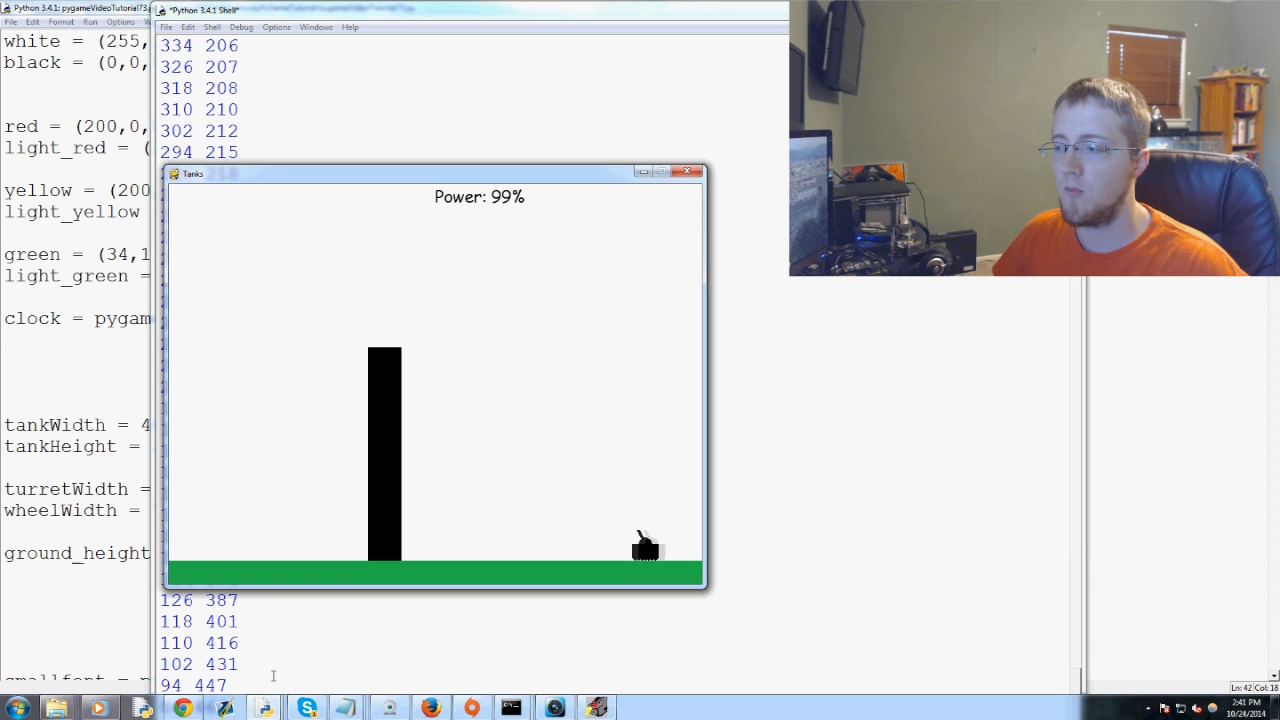 Python 3.4.1: pygameVideoTutorial73.p
File Edit Format Run Options W
white = (255,
black = (0,0,
red = (200,0,
light_red = (
yellow = (200
light_yellow
green = (34,1
light_green =
clock = pygam
tankWidth = 4
tankHeight =
turretWidth =
wheelWidth =
ground_height
*Python 3.4.1 Shell*
File Edit Shell Debug Options Windows Help
334 206
326 207
318 208
310 210
302 212
294 215
Tanks
Power: 99%
126 387
118 401
110 416
102 431
94 447
Ln: 42 Col: 18
2:41 PM
10/24/2014